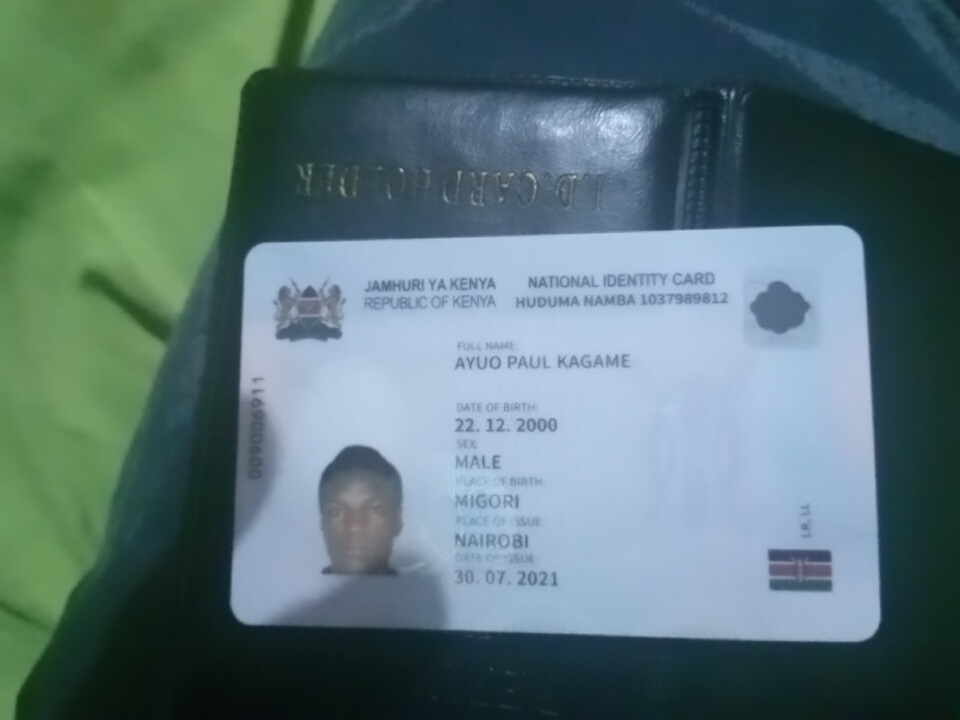 I.D-CARD HOLDER
JAMHURI YA KENYA
REPUBLIC OF KENYA
NATIONAL IDENTITY CARD
HUDUMA NAMBA 1037989812
FULL NAME:
AYUO PAUL KAGAME
DATE OF BIRTH:
22. 12. 2000
SEX:
MALE
PLACE OF BIRTH:
MIGORI
PLACE OF ISSUE:
NAIROBI
DATE OF ISSUE:
30. 07. 2021
009006911
LR, LL